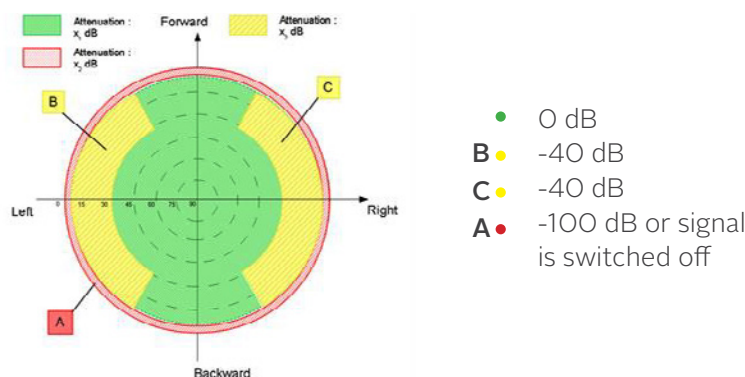 Attenuation :
x₁ dB
Forward
Attenuation :
x₃ dB
Attenuation :
x₂ dB
B
C
0 15 30 45 60 75 90
Left
Right
A
Backward
• 0 dB
B • -40 dB
C • -40 dB
A • -100 dB or signal
is switched off